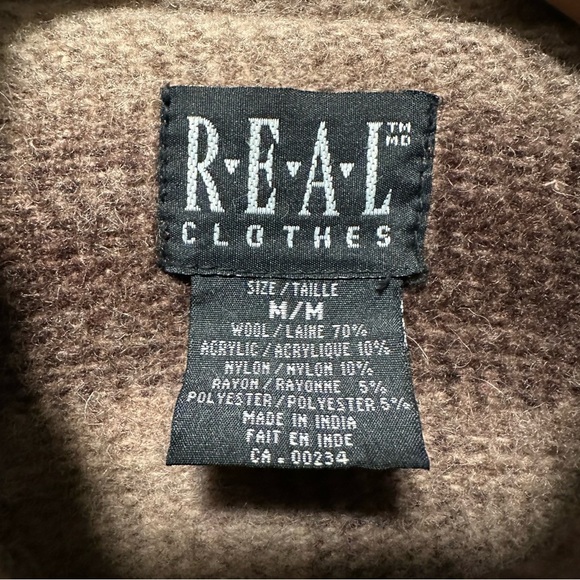 R▾E▾A▾L TM MD
CLOTHES
SIZE/TAILLE
M/M
WOOL/LAINE 70%
ACRYLIC/ACRYLIQUE 10%
NYLON/NYLON 10%
RAYON/RAYONNE 5%
POLYESTER/POLYESTER 5%
MADE IN INDIA
FAIT EN INDE
CA. 00234